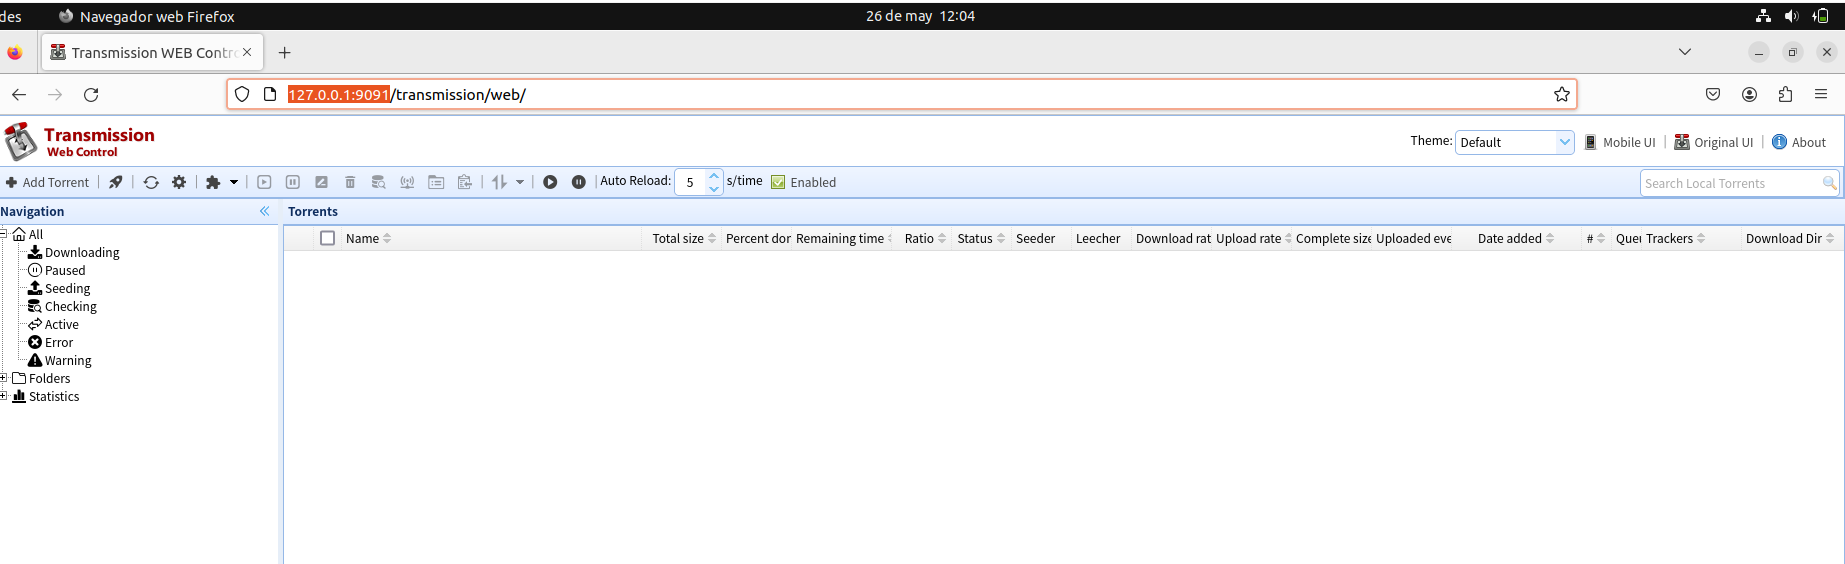 des Navegador web Firefox 26 de may 12:04
Transmission WEB Contro
127.0.0.1:9091/transmission/web/
Transmission
Web Control
Theme: Default Mobile UI Original UI About
Add Torrent Auto Reload: 5 s/time Enabled Search Local Torrents
Navigation Torrents
Name Total size Percent dor Remaining time Ratio Status Seeder Leecher Download rat Upload rate Complete size Uploaded eve Date added # Queu Trackers Download Dir
All
Downloading
Paused
Seeding
Checking
Active
Error
Warning
Folders
Statistics